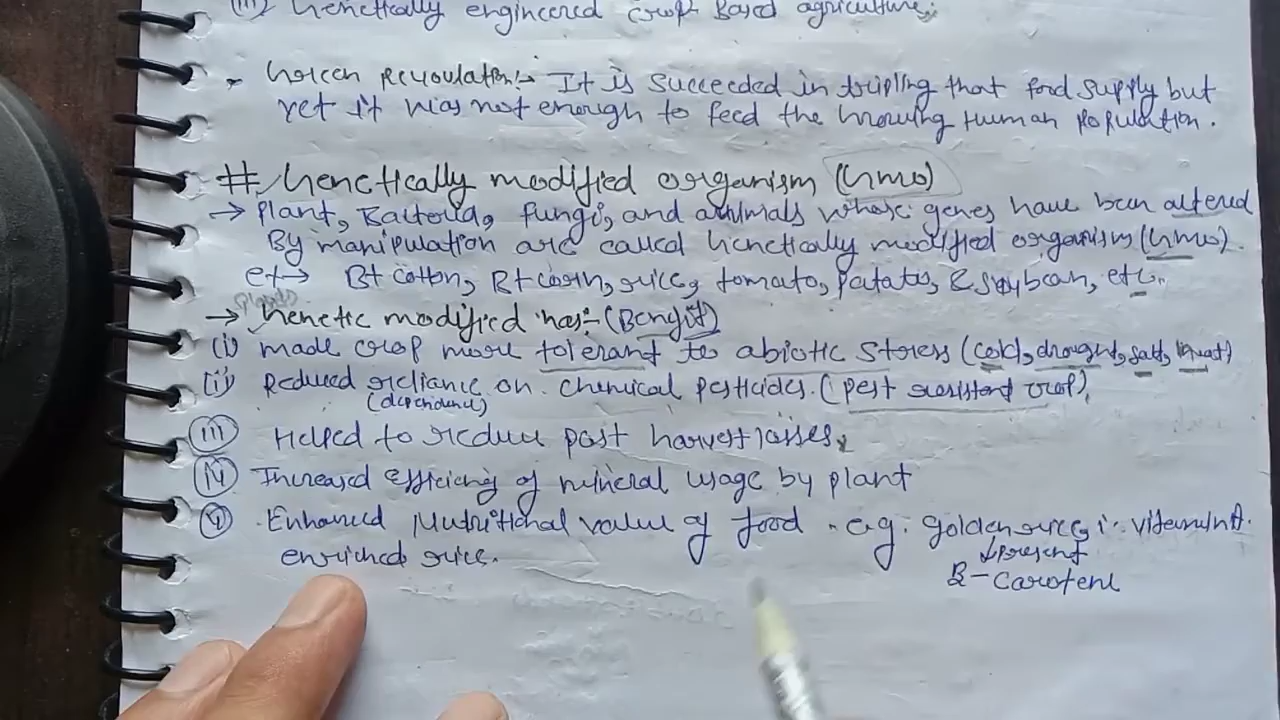 (iii) Genetically engineered crop Based agriculture.
Green Revoulation:- It is succeeded in tripling that food supply but
yet it was not enough to feed the Growing Human population.
# Genetically modified organism (GMO)
→ Plant, Bacteria, fungi, and animals whose genes have been altered
By manipulation are called Genetically modified organism (GMO).
ex→ Bt cotton, Bt corn, rice, tomato, Potato, & soybean, etc.
plants
→ Genetic modified has:- (Benefit)
(i) made crop more tolerant to abiotic stress (cold, drought, salt, heat)
(ii) Reduced reliance on chemical pesticides. (pest resistant crop)
(dependence)
(iii) Helped to reduce post harvest losses,
(iv) Increased efficiency of mineral usage by plant
(v) Enhanced Nutritional value of food . e.g. golden rice, i. vitamin A.
enriched rice.
↓ present
B-Carotene